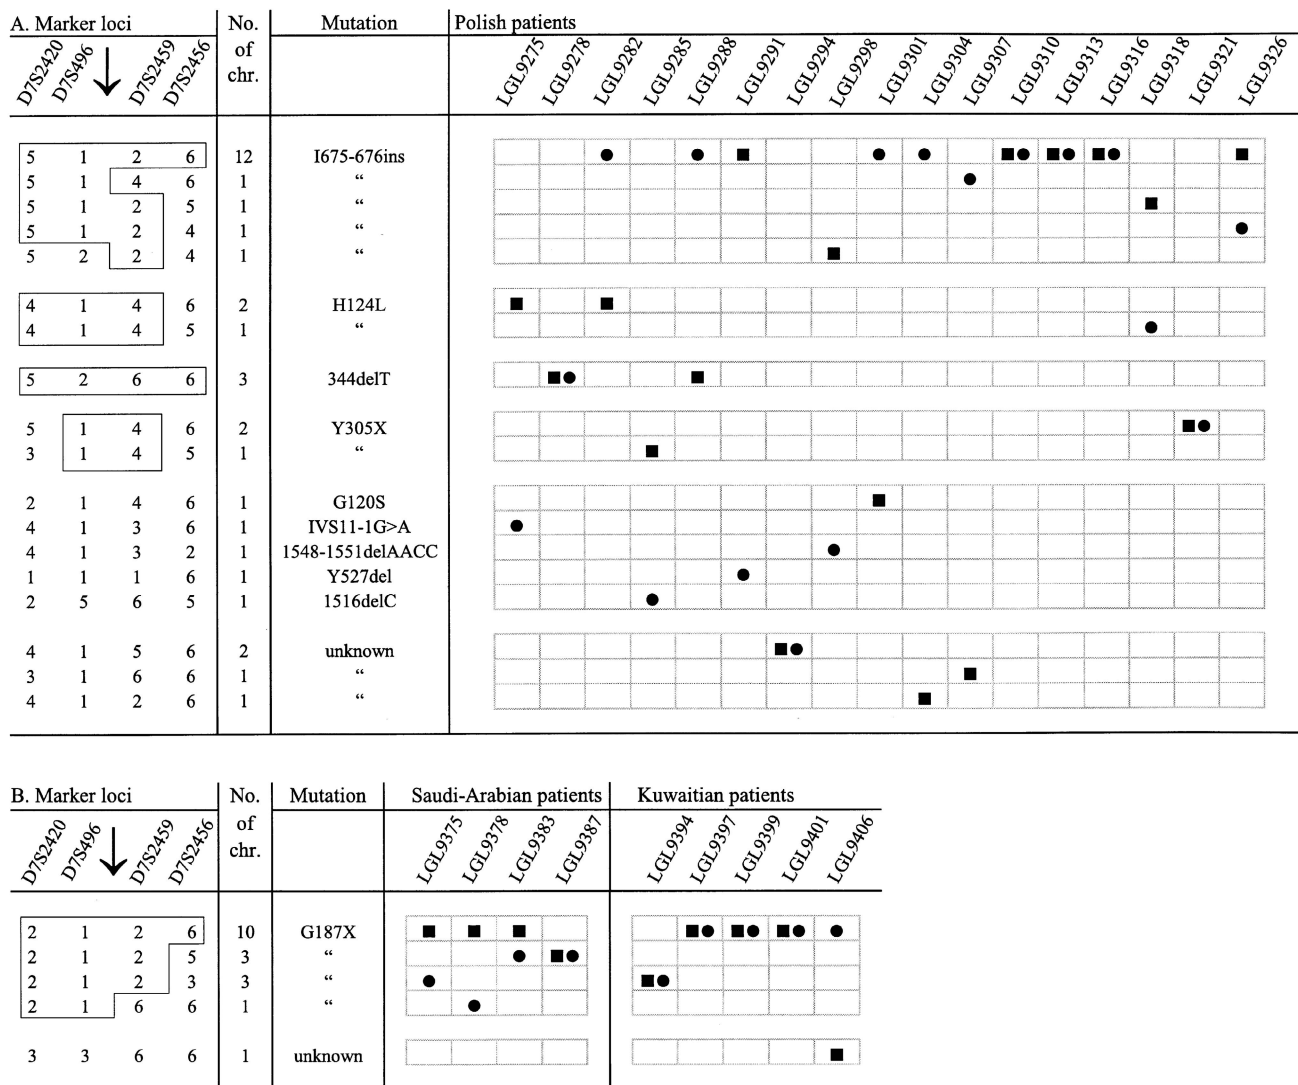 A. Marker loci No. of chr. Mutation Polish patients
D7S2420 D7S496 D7S2459 D7S2456 LGL9275 LGL9278 LGL9282 LGL9285 LGL9288 LGL9291 LGL9294 LGL9298 LGL9301 LGL9304 LGL9307 LGL9310 LGL9313 LGL9316 LGL9318 LGL9321 LGL9326
5 1 2 6 12 I675-676ins
5 1 4 6 1 “
5 1 2 5 1 “
5 1 2 4 1 “
5 2 2 4 1 “
4 1 4 6 2 H124L
4 1 4 5 1 “
5 2 6 6 3 344delT
5 1 4 6 2 Y305X
3 1 4 5 1 “
2 1 4 6 1 G120S
4 1 3 6 1 IVS11-1G>A
4 1 3 2 1 1548-1551delAACC
1 1 1 6 1 Y527del
2 5 6 5 1 1516delC
4 1 5 6 2 unknown
3 1 6 6 1 “
4 1 2 6 1 “
B. Marker loci No. of chr. Mutation Saudi-Arabian patients Kuwaitian patients
D7S2420 D7S496 D7S2459 D7S2456 LGL9375 LGL9378 LGL9383 LGL9387 LGL9394 LGL9397 LGL9399 LGL9401 LGL9406
2 1 2 6 10 G187X
2 1 2 5 3 “
2 1 2 3 3 “
2 1 6 6 1 “
3 3 6 6 1 unknown